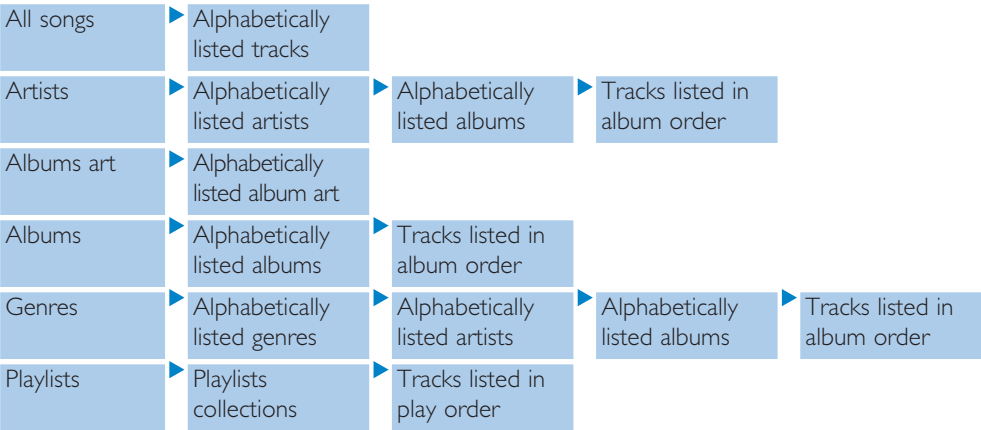 All songs
Alphabetically
listed tracks
Artists
Alphabetically
listed artists
Alphabetically
listed albums
Tracks listed in
album order
Albums art
Alphabetically
listed album art
Albums
Alphabetically
listed albums
Tracks listed in
album order
Genres
Alphabetically
listed genres
Alphabetically
listed artists
Alphabetically
listed albums
Tracks listed in
album order
Playlists
Playlists
collections
Tracks listed in
play order